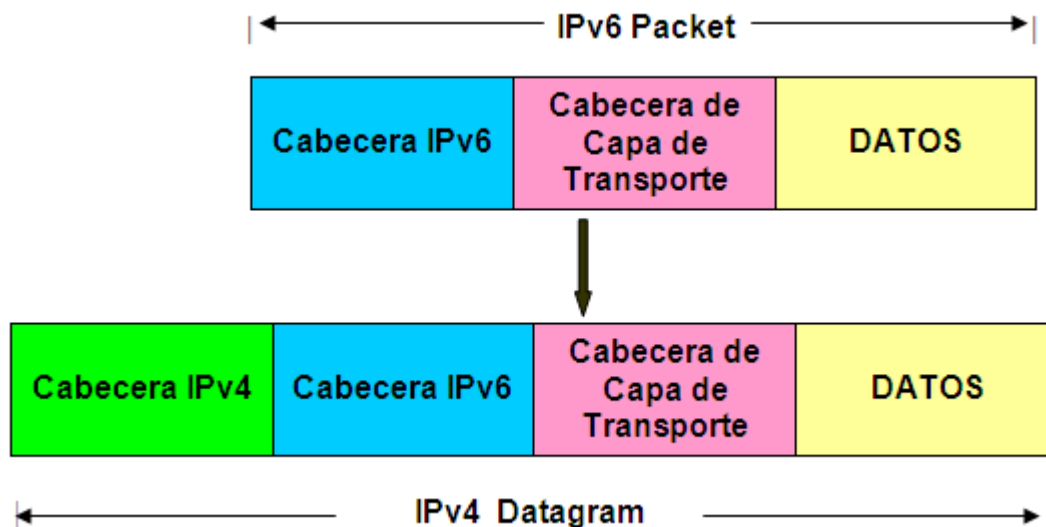 IPv6 Packet
Cabecera IPv6
Cabecera de
Capa de
Transporte
DATOS
Cabecera IPv4
Cabecera IPv6
Cabecera de
Capa de
Transporte
DATOS
IPv4 Datagram